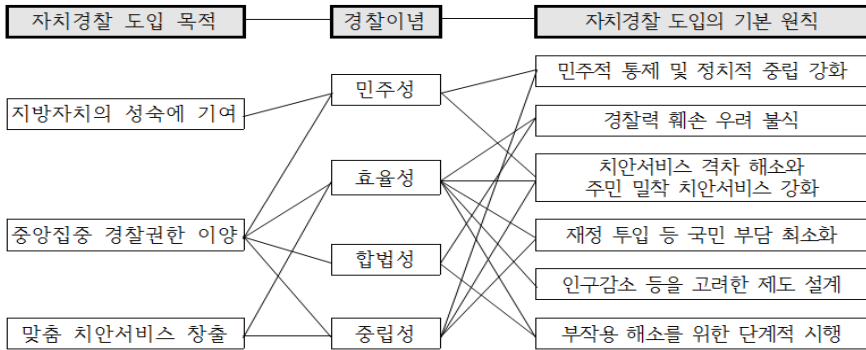 자치경찰 도입 목적
경찰이념
자치경찰 도입의 기본 원칙
지방자치의 성숙에 기여
중앙집중 경찰권한 이양
맞춤 치안서비스 창출
민주성
효율성
합법성
중립성
민주적 통제 및 정치적 중립 강화
경찰력 훼손 우려 불식
치안서비스 격차 해소와
주민 밀착 치안서비스 강화
재정 투입 등 국민 부담 최소화
인구감소 등을 고려한 제도 설계
부작용 해소를 위한 단계적 시행